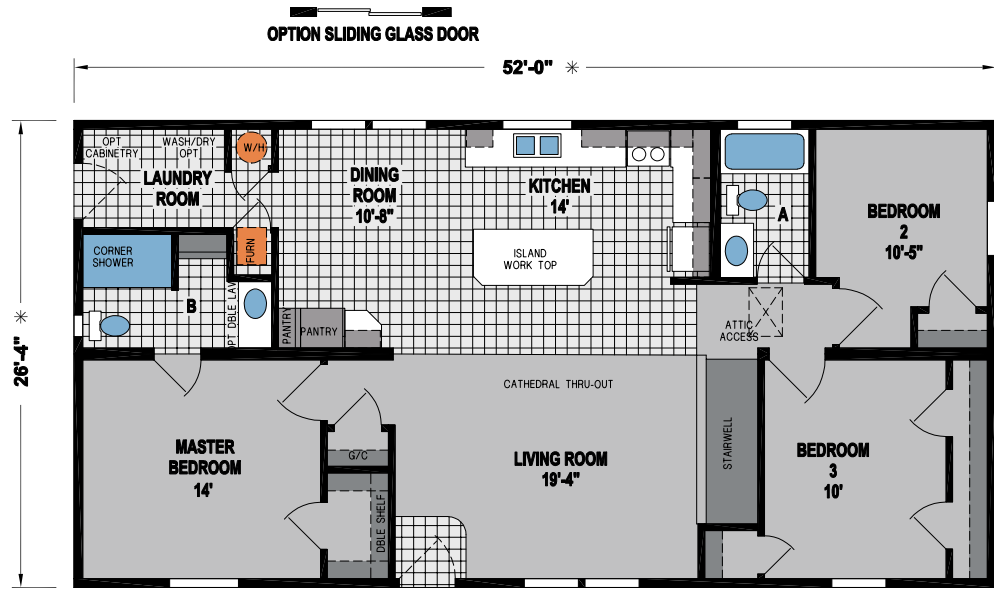 OPTION SLIDING GLASS DOOR
52'-0" ✳
OPT
CABINETRY
WASH/DRY
OPT
W/H
LAUNDRY
ROOM
DINING
ROOM
10'-8"
KITCHEN
14'
A
BEDROOM
2
10'-5"
CORNER
SHOWER
FURN
ISLAND
WORK TOP
B
OPT DBLE LAV
PANTRY
PANTRY
X
ATTIC
ACCESS
26'-4" ✳
CATHEDRAL THRU-OUT
MASTER
BEDROOM
14'
G/C
DBLE SHELF
LIVING ROOM
19'-4"
STAIRWELL
BEDROOM
3
10'